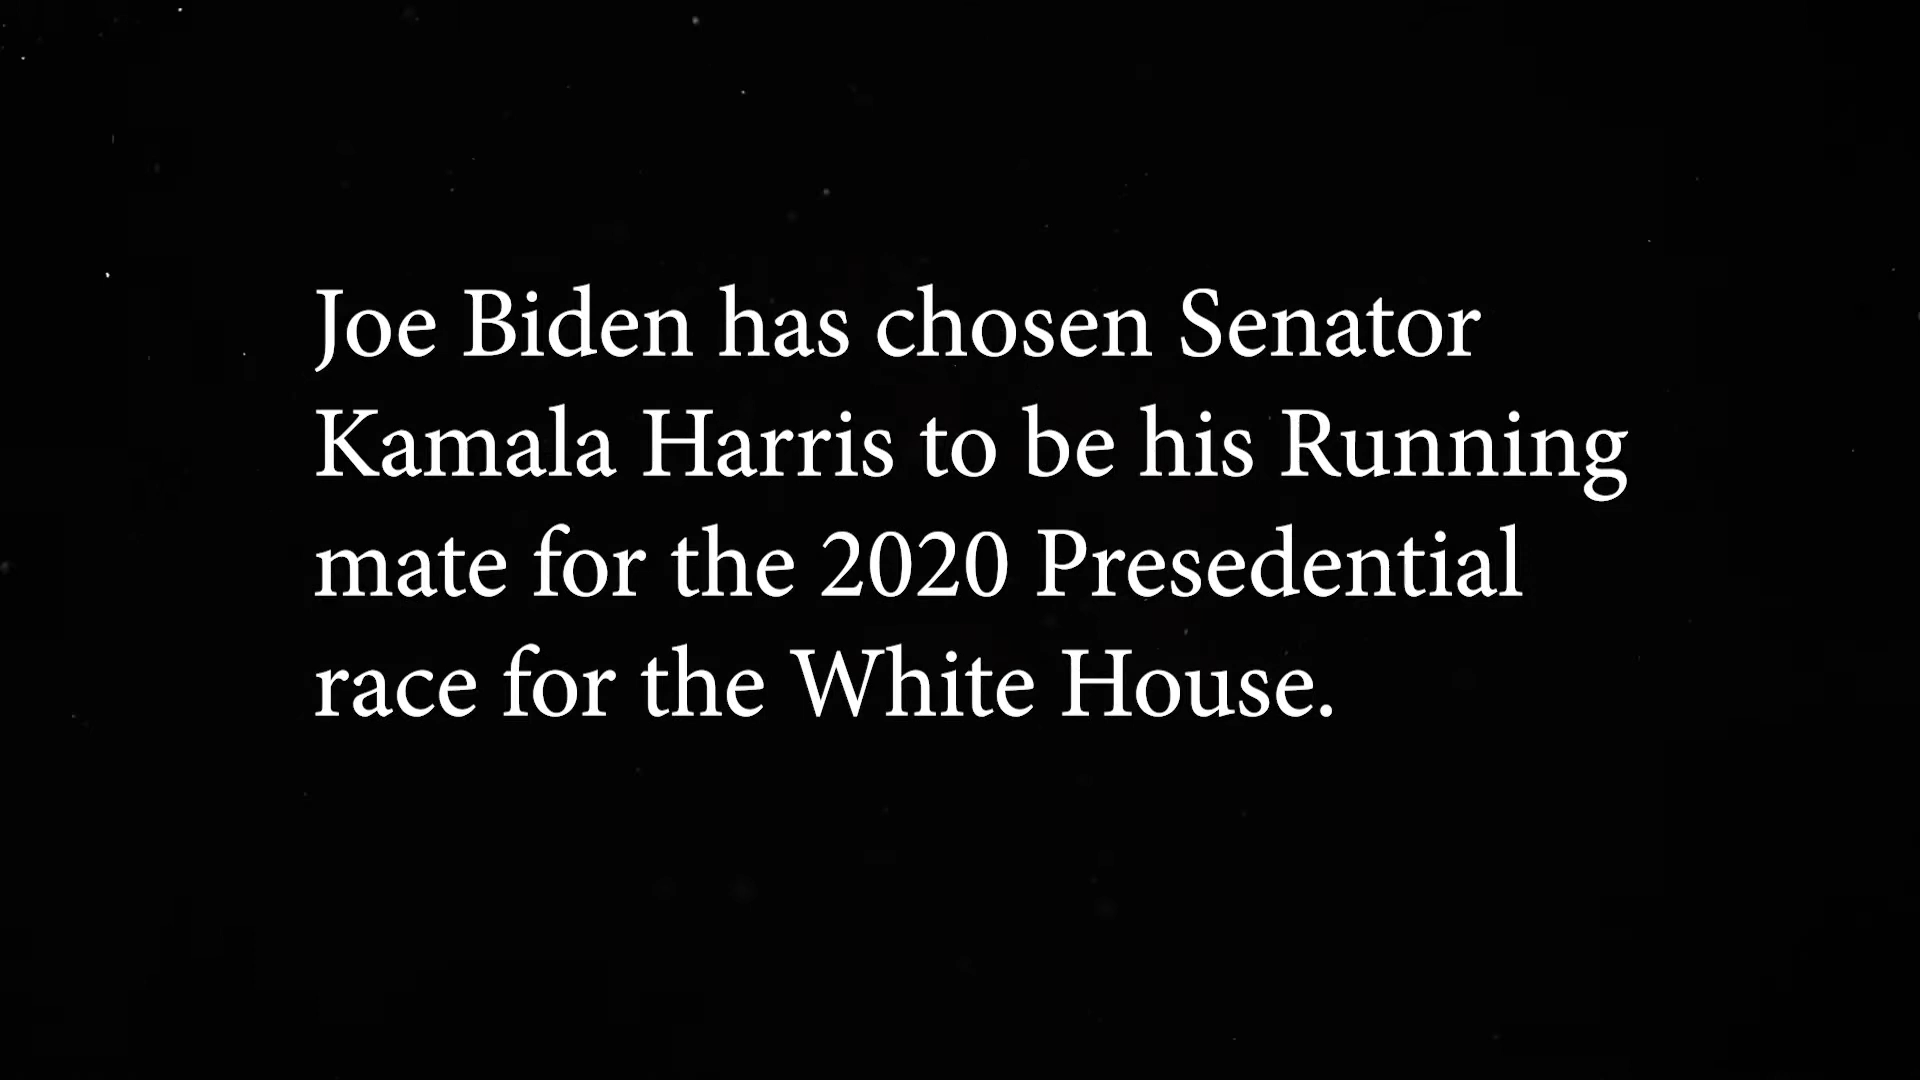 Joe Biden has chosen Senator
Kamala Harris to be his Running
mate for the 2020 Presedential
race for the White House.